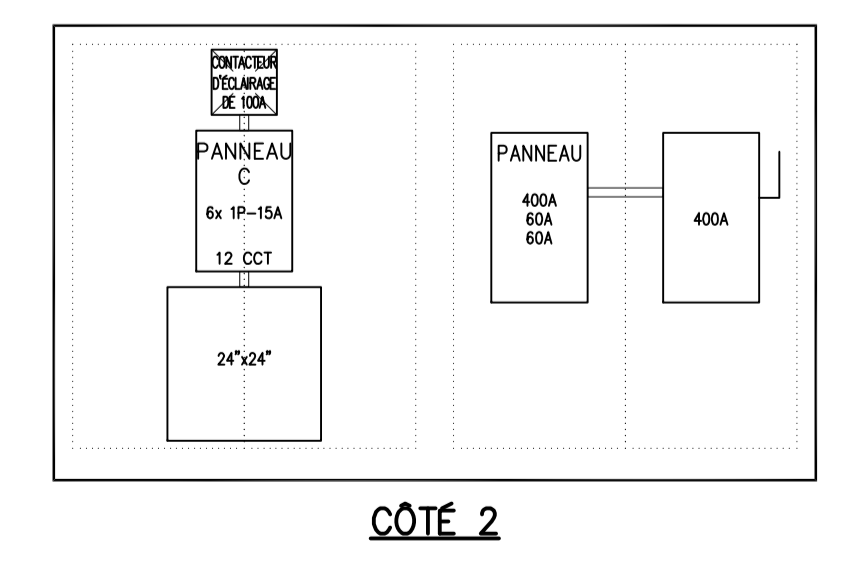 CONTACTEUR
D'ÉCLAIRAGE
DE 100A
PANNEAU
C
6x 1P-15A
12 CCT
24"x24"
PANNEAU
400A
60A
60A
400A
CÔTÉ 2